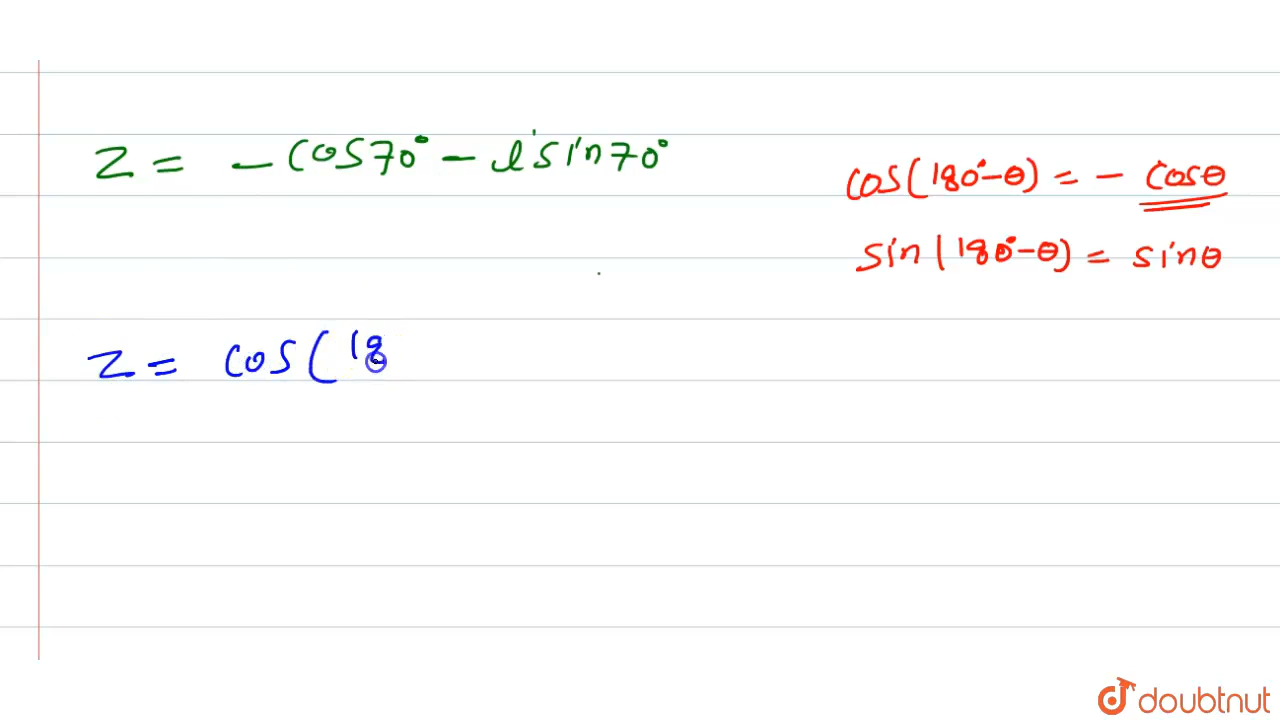 z = - cos70° - i sin70°
cos(180°-θ) = - cosθ
sin(180°-θ) = sinθ
z = cos(18
doubtnut